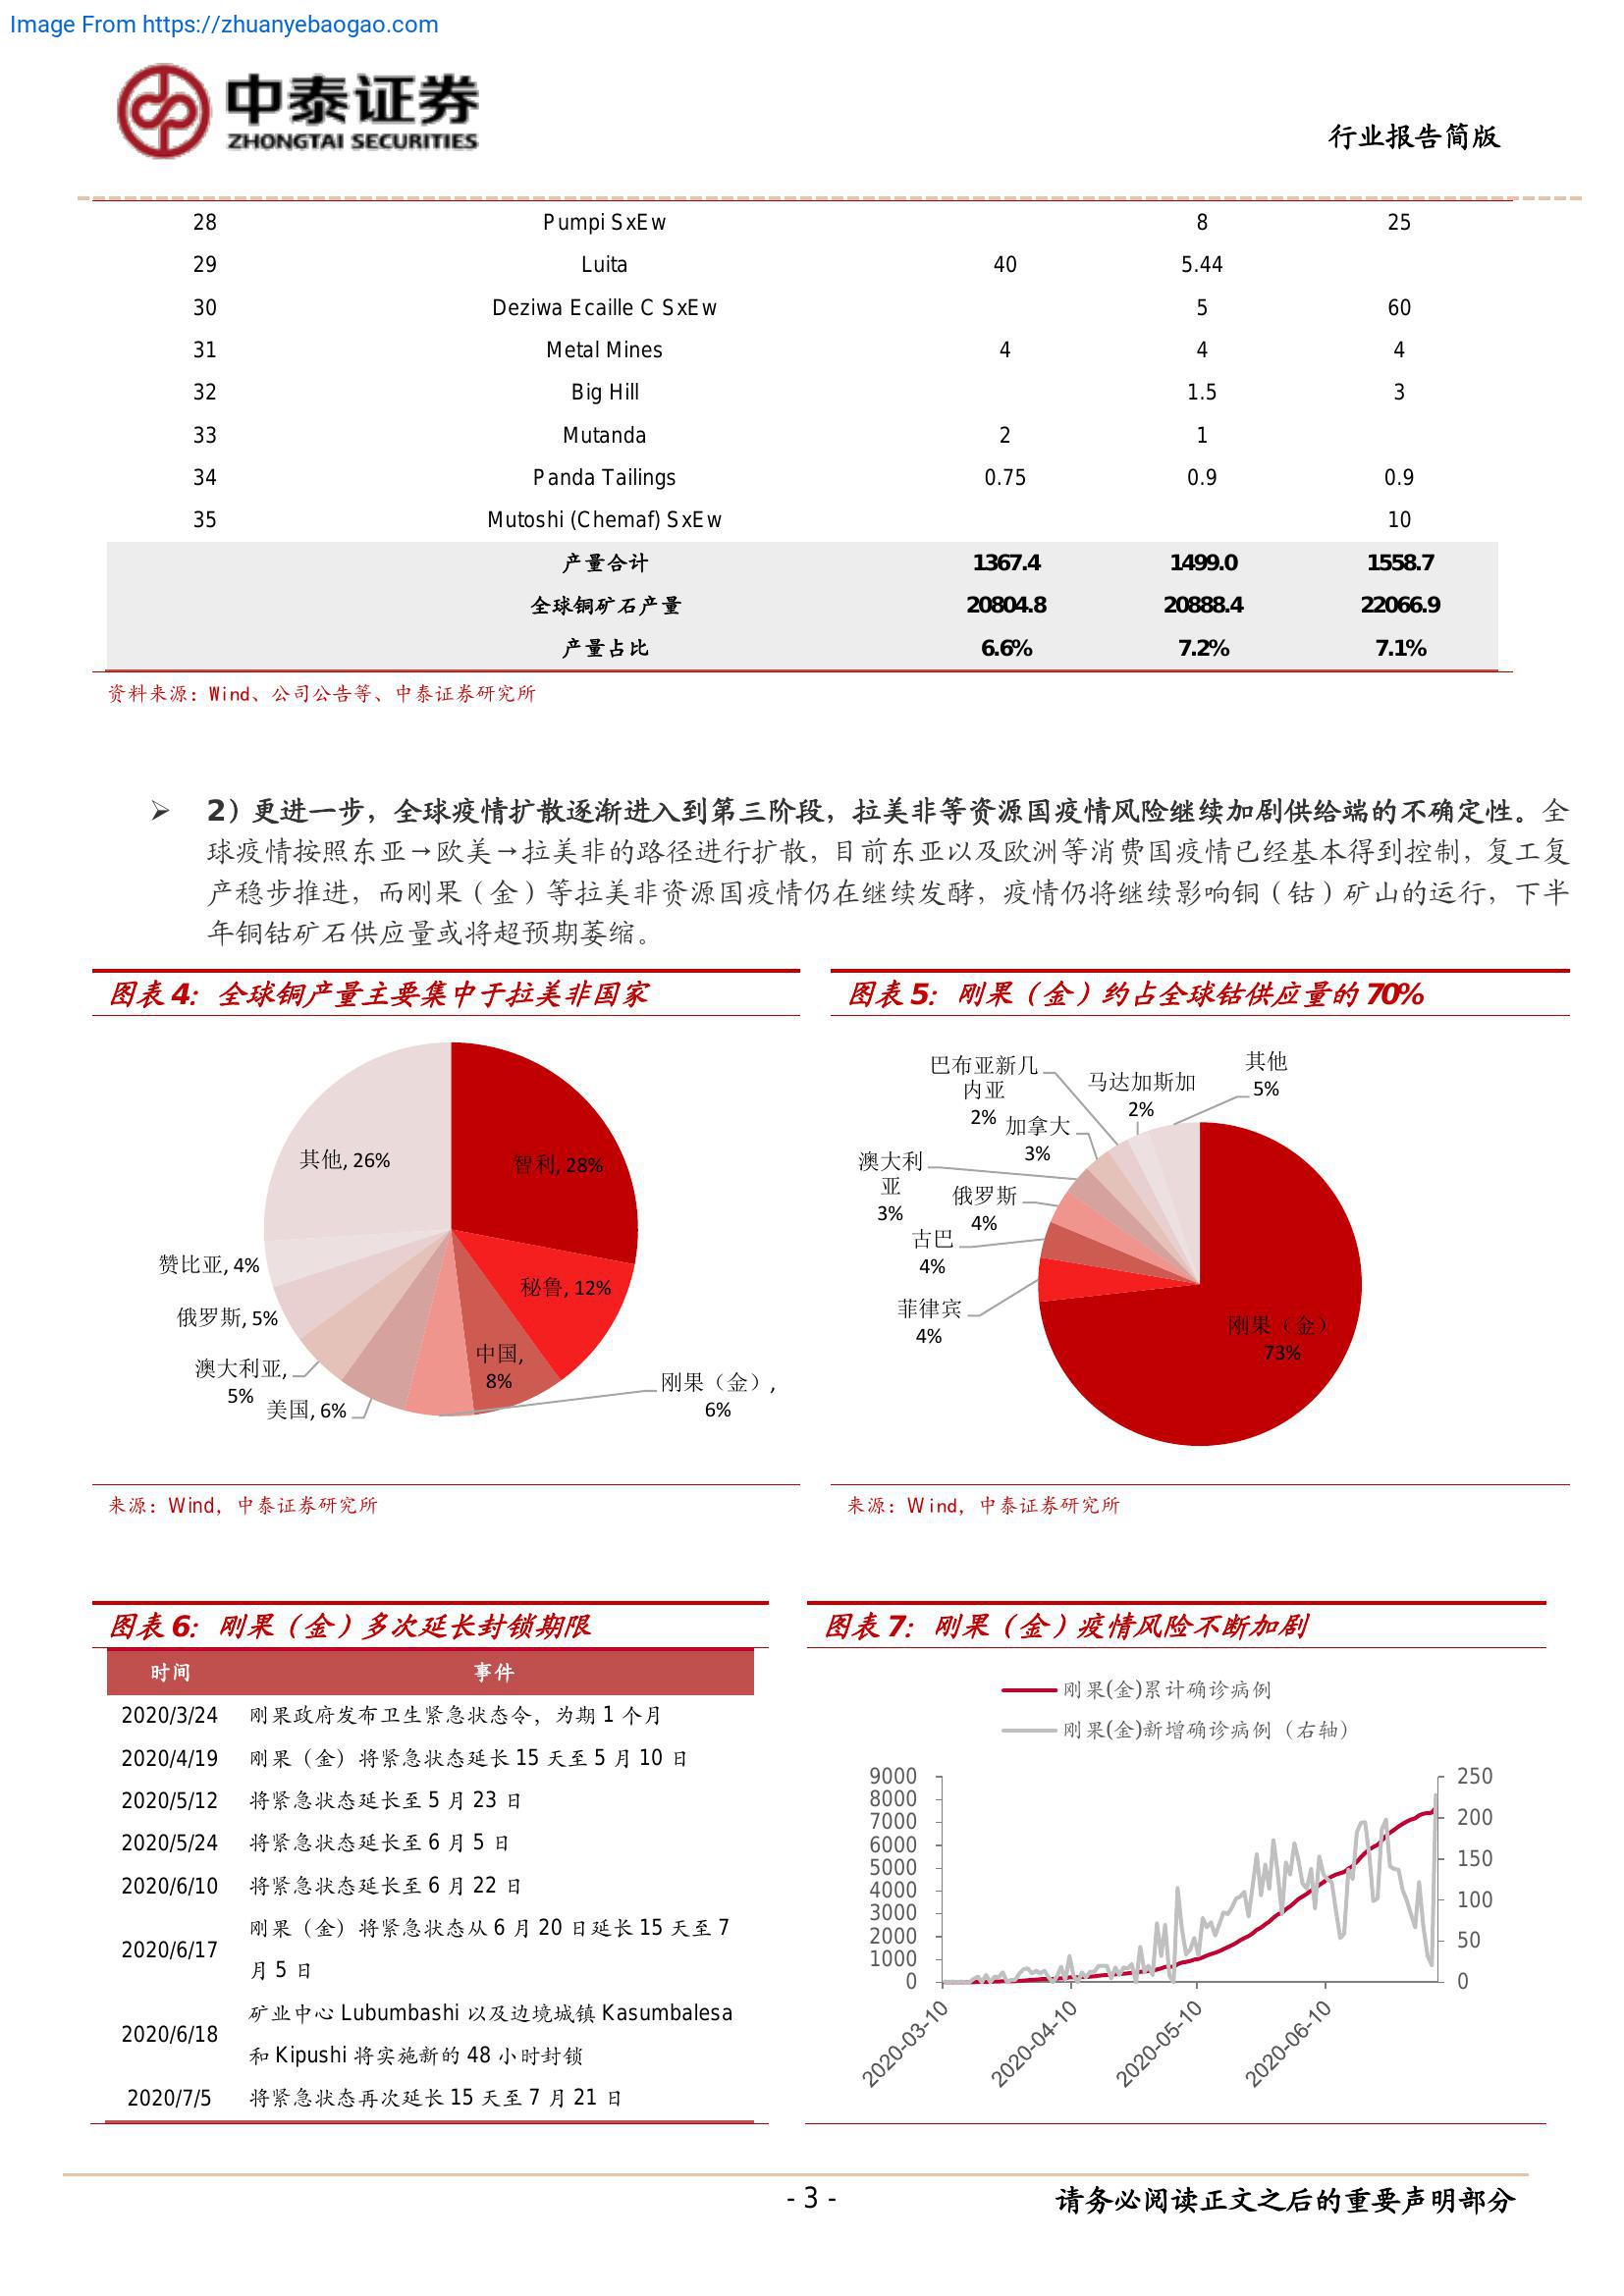 Image From https://zhuanyebaogao.com
中泰证券
ZHONGTAI SECURITIES
行业报告简版
28 Pumpi SxEw 8 25
29 Luita 40 5.44
30 Deziwa Ecaille C SxEw 5 60
31 Metal Mines 4 4 4
32 Big Hill 1.5 3
33 Mutanda 2 1
34 Panda Tailings 0.75 0.9 0.9
35 Mutoshi (Chemaf) SxEw 10
产量合计 1367.4 1499.0 1558.7
全球铜矿石产量 20804.8 20888.4 22066.9
产量占比 6.6% 7.2% 7.1%
资料来源：Wind、公司公告等、中泰证券研究所
➢ 2）更进一步，全球疫情扩散逐渐进入到第三阶段，拉美非等资源国疫情风险继续加剧供给端的不确定性。全
球疫情按照东亚→欧美→拉美非的路径进行扩散，目前东亚以及欧洲等消费国疫情已经基本得到控制，复工复
产稳步推进，而刚果（金）等拉美非资源国疫情仍在继续发酵，疫情仍将继续影响铜（钴）矿山的运行，下半
年铜钴矿石供应量或将超预期萎缩。
图表 4：全球铜产量主要集中于拉美非国家
其他, 26%
智利, 28%
秘鲁, 12%
赞比亚, 4%
俄罗斯, 5%
中国,
8%
澳大利亚,
5%
美国, 6%
刚果（金）,
6%
来源：Wind，中泰证券研究所
图表 5：刚果（金）约占全球钴供应量的 70%
巴布亚新几
内亚
2%
马达加斯加
2%
其他
5%
加拿大
3%
澳大利
亚
3%
俄罗斯
4%
古巴
4%
菲律宾
4%
刚果（金）
73%
来源：Wind，中泰证券研究所
图表 6：刚果（金）多次延长封锁期限
时间 事件
2020/3/24 刚果政府发布卫生紧急状态令，为期 1 个月
2020/4/19 刚果（金）将紧急状态延长 15 天至 5 月 10 日
2020/5/12 将紧急状态延长至 5 月 23 日
2020/5/24 将紧急状态延长至 6 月 5 日
2020/6/10 将紧急状态延长至 6 月 22 日
2020/6/17 刚果（金）将紧急状态从 6 月 20 日延长 15 天至 7
月 5 日
2020/6/18 矿业中心 Lubumbashi 以及边境城镇 Kasumbalesa
和 Kipushi 将实施新的 48 小时封锁
2020/7/5 将紧急状态再次延长 15 天至 7 月 21 日
图表 7：刚果（金）疫情风险不断加剧
刚果(金)累计确诊病例
刚果(金)新增确诊病例（右轴）
9000 250
8000
7000 200
6000
5000 150
4000 100
3000
2000 50
1000
0 0
2020-03-10 2020-04-10 2020-05-10 2020-06-10
- 3 -
请务必阅读正文之后的重要声明部分